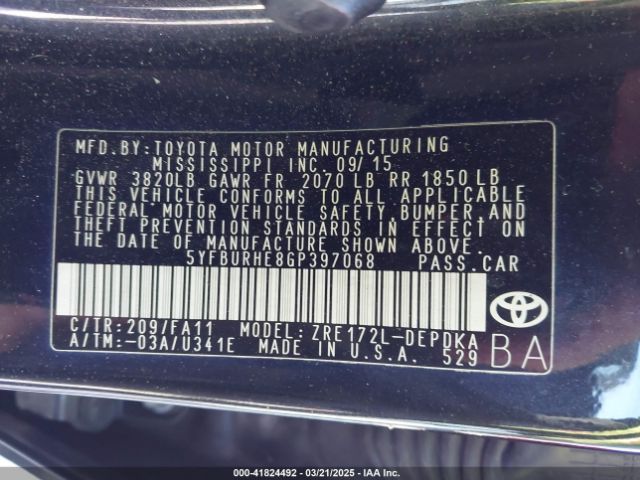 MFD.BY:TOYOTA MOTOR MANUFACTURING
MISSISSIPPI INC. 09/15
GVWR 3820LB GAWR FR 2070 LB RR 1850 LB
THIS VEHICLE CONFORMS TO ALL APPLICABLE
FEDERAL MOTOR VEHICLE SAFETY, BUMPER, AND
THEFT PREVENTION STANDARDS IN EFFECT ON
THE DATE OF MANUFACTURE SHOWN ABOVE.
5YFBURHE8GP397068 PASS.CAR
C/TR:209/FA11 MODEL: ZRE172L-DEPDKA
A/TM:-03A/U341E MADE IN U.S.A. 529
BA
000-41824492 — 03/21/2025 — IAA Inc.